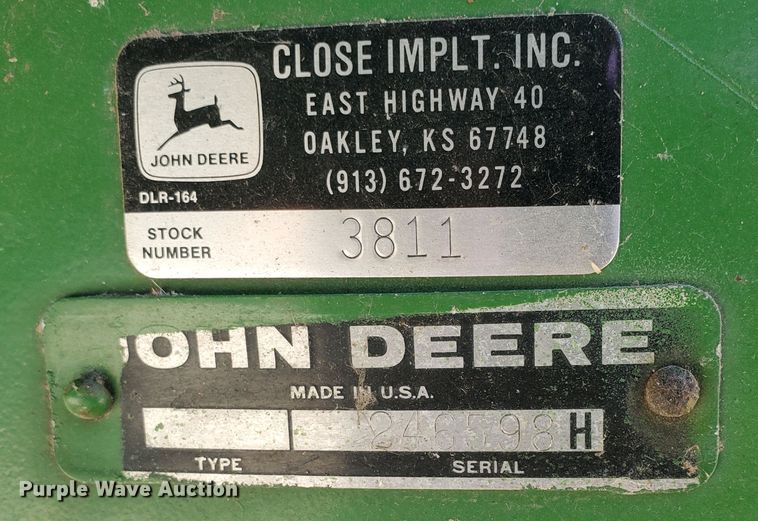 CLOSE IMPLT. INC.
EAST HIGHWAY 40
OAKLEY, KS 67748
(913) 672-3272
JOHN DEERE
DLR-164
STOCK NUMBER
3811
JOHN DEERE
MADE IN U.S.A.
246598 H
TYPE SERIAL
Purple Wave Auction